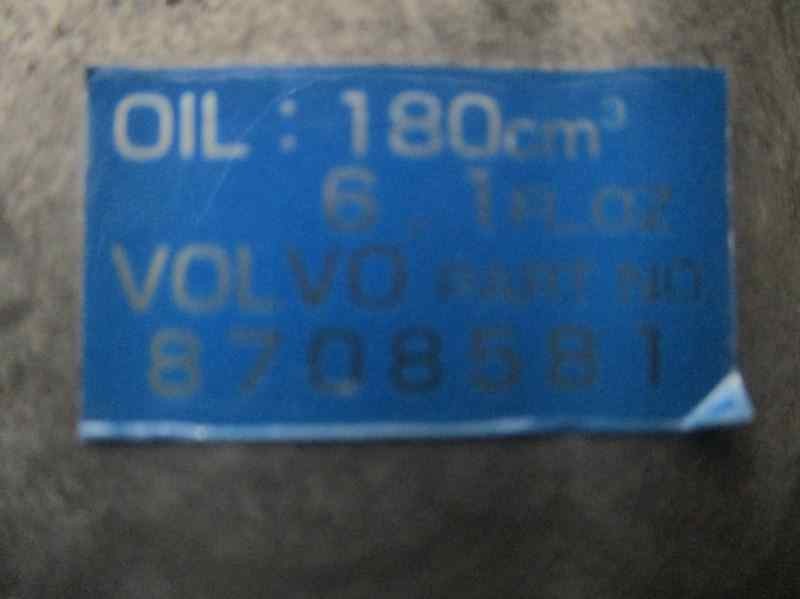 OIL : 180cm³
6.1FL.OZ
VOLVO PART NO.
8708581